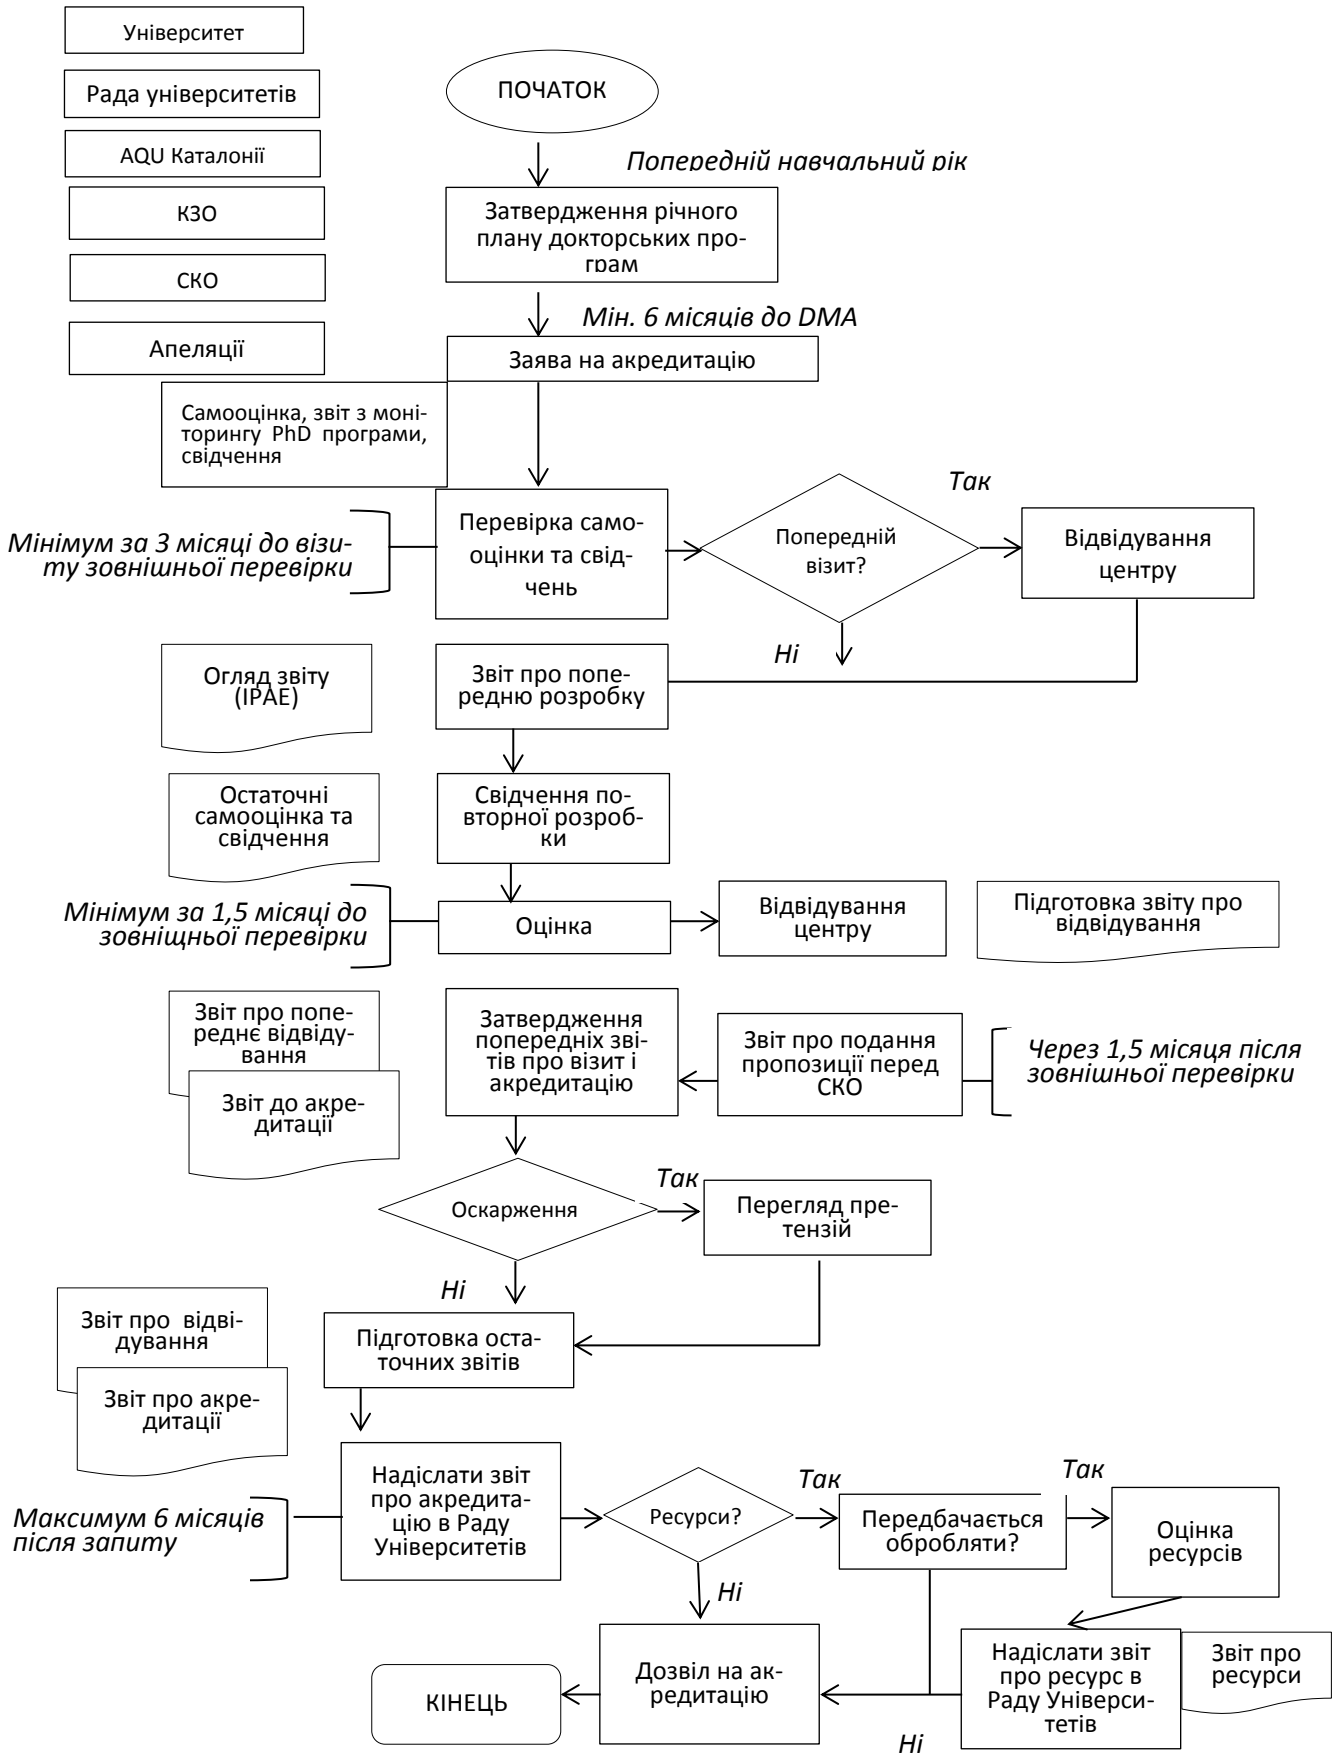 Університет
Рада університетів
AQU Каталонії
КЗО
СКО
Апеляції
ПОЧАТОК
Попередній навчальний рік
Затвердження річного
плану докторських про-
грам
Мін. 6 місяців до DMA
Заява на акредитацію
Самооцінка, звіт з моні-
торингу PhD програми,
свідчення
Мінімум за 3 місяці до візи-
ту зовнішньої перевірки
Перевірка само-
оцінки та свід-
чень
Попередній
візит?
Так
Відвідування
центру
Ні
Огляд звіту
(IPAE)
Звіт про попе-
редню розробку
Остаточні
самооцінка та
свідчення
Свідчення по-
вторної розроб-
ки
Мінімум за 1,5 місяці до
зовніщньої перевірки
Оцінка
Відвідування
центру
Підготовка звіту про
відвідування
Звіт про попе-
реднє відвіду-
вання
Звіт до акре-
дитації
Затвердження
попередніх зві-
тів про візит і
акредитацію
Звіт про подання
пропозиції перед
СКО
Через 1,5 місяця після
зовнішньої перевірки
Оскарження
Так
Перегляд пре-
тензій
Ні
Звіт про відві-
дування
Звіт про акре-
дитації
Підготовка оста-
точних звітів
Максимум 6 місяців
після запиту
Надіслати звіт
про акредита-
цію в Раду
Університетів
Ресурси?
Так
Передбачається
обробляти?
Так
Оцінка
ресурсів
Ні
КІНЕЦЬ
Дозвіл на ак-
редитацію
Надіслати звіт
про ресурс в
Раду Універси-
тетів
Звіт про
ресурси
Ні